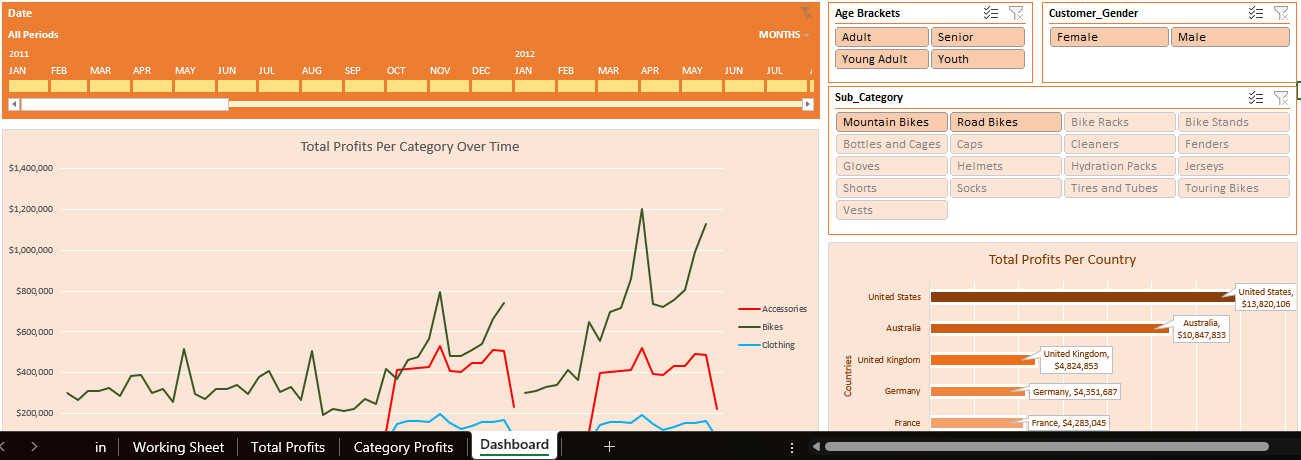 Date
All Periods
MONTHS
2011 2012
JAN FEB MAR APR MAY JUN JUL AUG SEP OCT NOV DEC JAN FEB MAR APR MAY JUN JUL
Age Brackets
Adult Senior
Young Adult Youth
Customer_Gender
Female Male
Sub_Category
Mountain Bikes Road Bikes Bike Racks Bike Stands
Bottles and Cages Caps Cleaners Fenders
Gloves Helmets Hydration Packs Jerseys
Shorts Socks Tires and Tubes Touring Bikes
Vests
Total Profits Per Category Over Time
$1,400,000
$1,200,000
$1,000,000
$800,000
$600,000
$400,000
$200,000
Accessories
Bikes
Clothing
Total Profits Per Country
Countries
United States
United States,
$13,820,106
Australia
Australia,
$10,847,833
United Kingdom
United Kingdom,
$4,824,853
Germany
Germany, $4,351,687
France
France, $4,283,045
in Working Sheet Total Profits Category Profits Dashboard